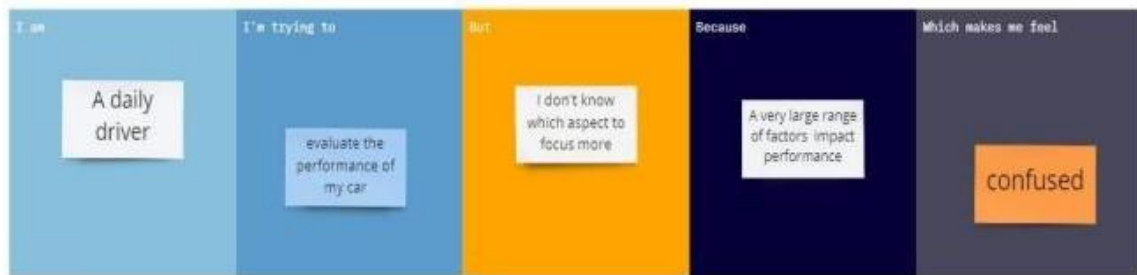 I am
A daily
driver
I'm trying to
evaluate the
performance of
my car
But
I don't know
which aspect to
focus more
Because
A very large range
of factors impact
performance
Which makes me feel
confused